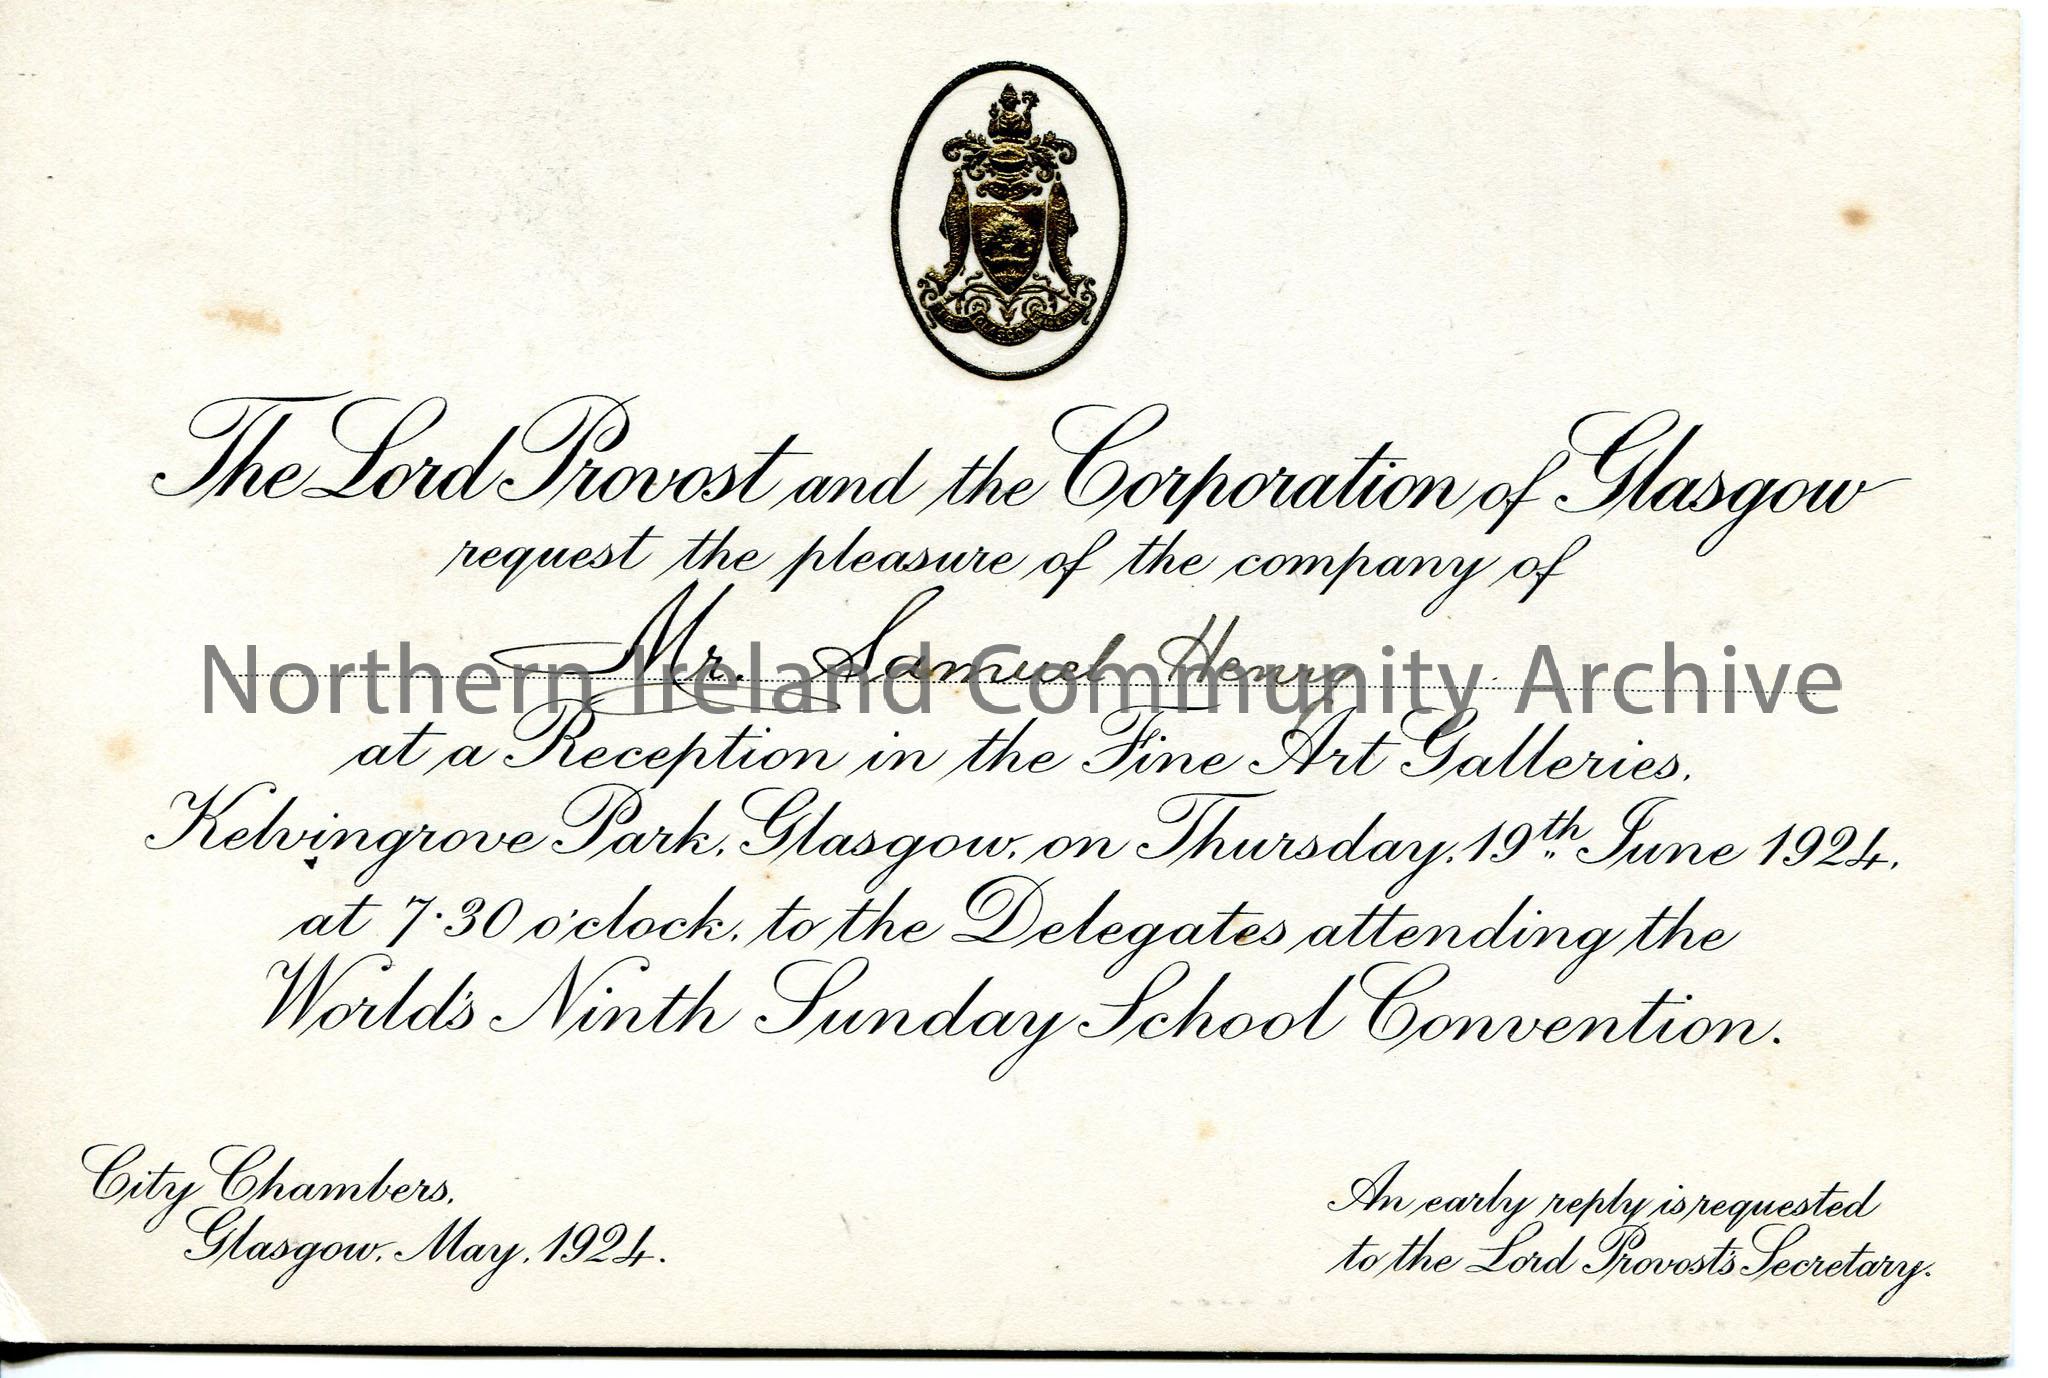 The Lord Provost and the Corporation of Glasgow
request the pleasure of the company of
Mr. Samuel Henry
Northern Ireland Community Archive
at a Reception in the Fine Art Galleries,
Kelvingrove Park, Glasgow, on Thursday, 19th June 1924,
at 7·30 o'clock, to the Delegates attending the
World's Ninth Sunday School Convention.
City Chambers,
Glasgow, May, 1924.
An early reply is requested
to the Lord Provost's Secretary.